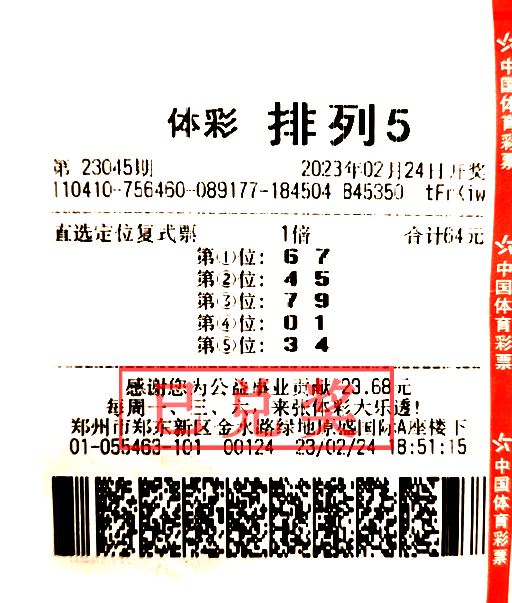 体彩 排列5
第 23045期 2023年02月24日开奖
110410-756460-089177-184504 845350 tFrKiw
直选定位复式票 1倍 合计64元
第①位: 6 7
第②位: 4 5
第③位: 7 9
第④位: 0 1
第⑤位: 3 4
感谢您为公益事业贡献 23.68元
每周一、三、六，来张体彩大乐透!
郑州市郑东新区金水路绿地原盛国际A座楼下
01-055463-101 00124 23/02/24 18:51:15
已兑奖
中国体育彩票
中国体育彩票
中国体育彩票